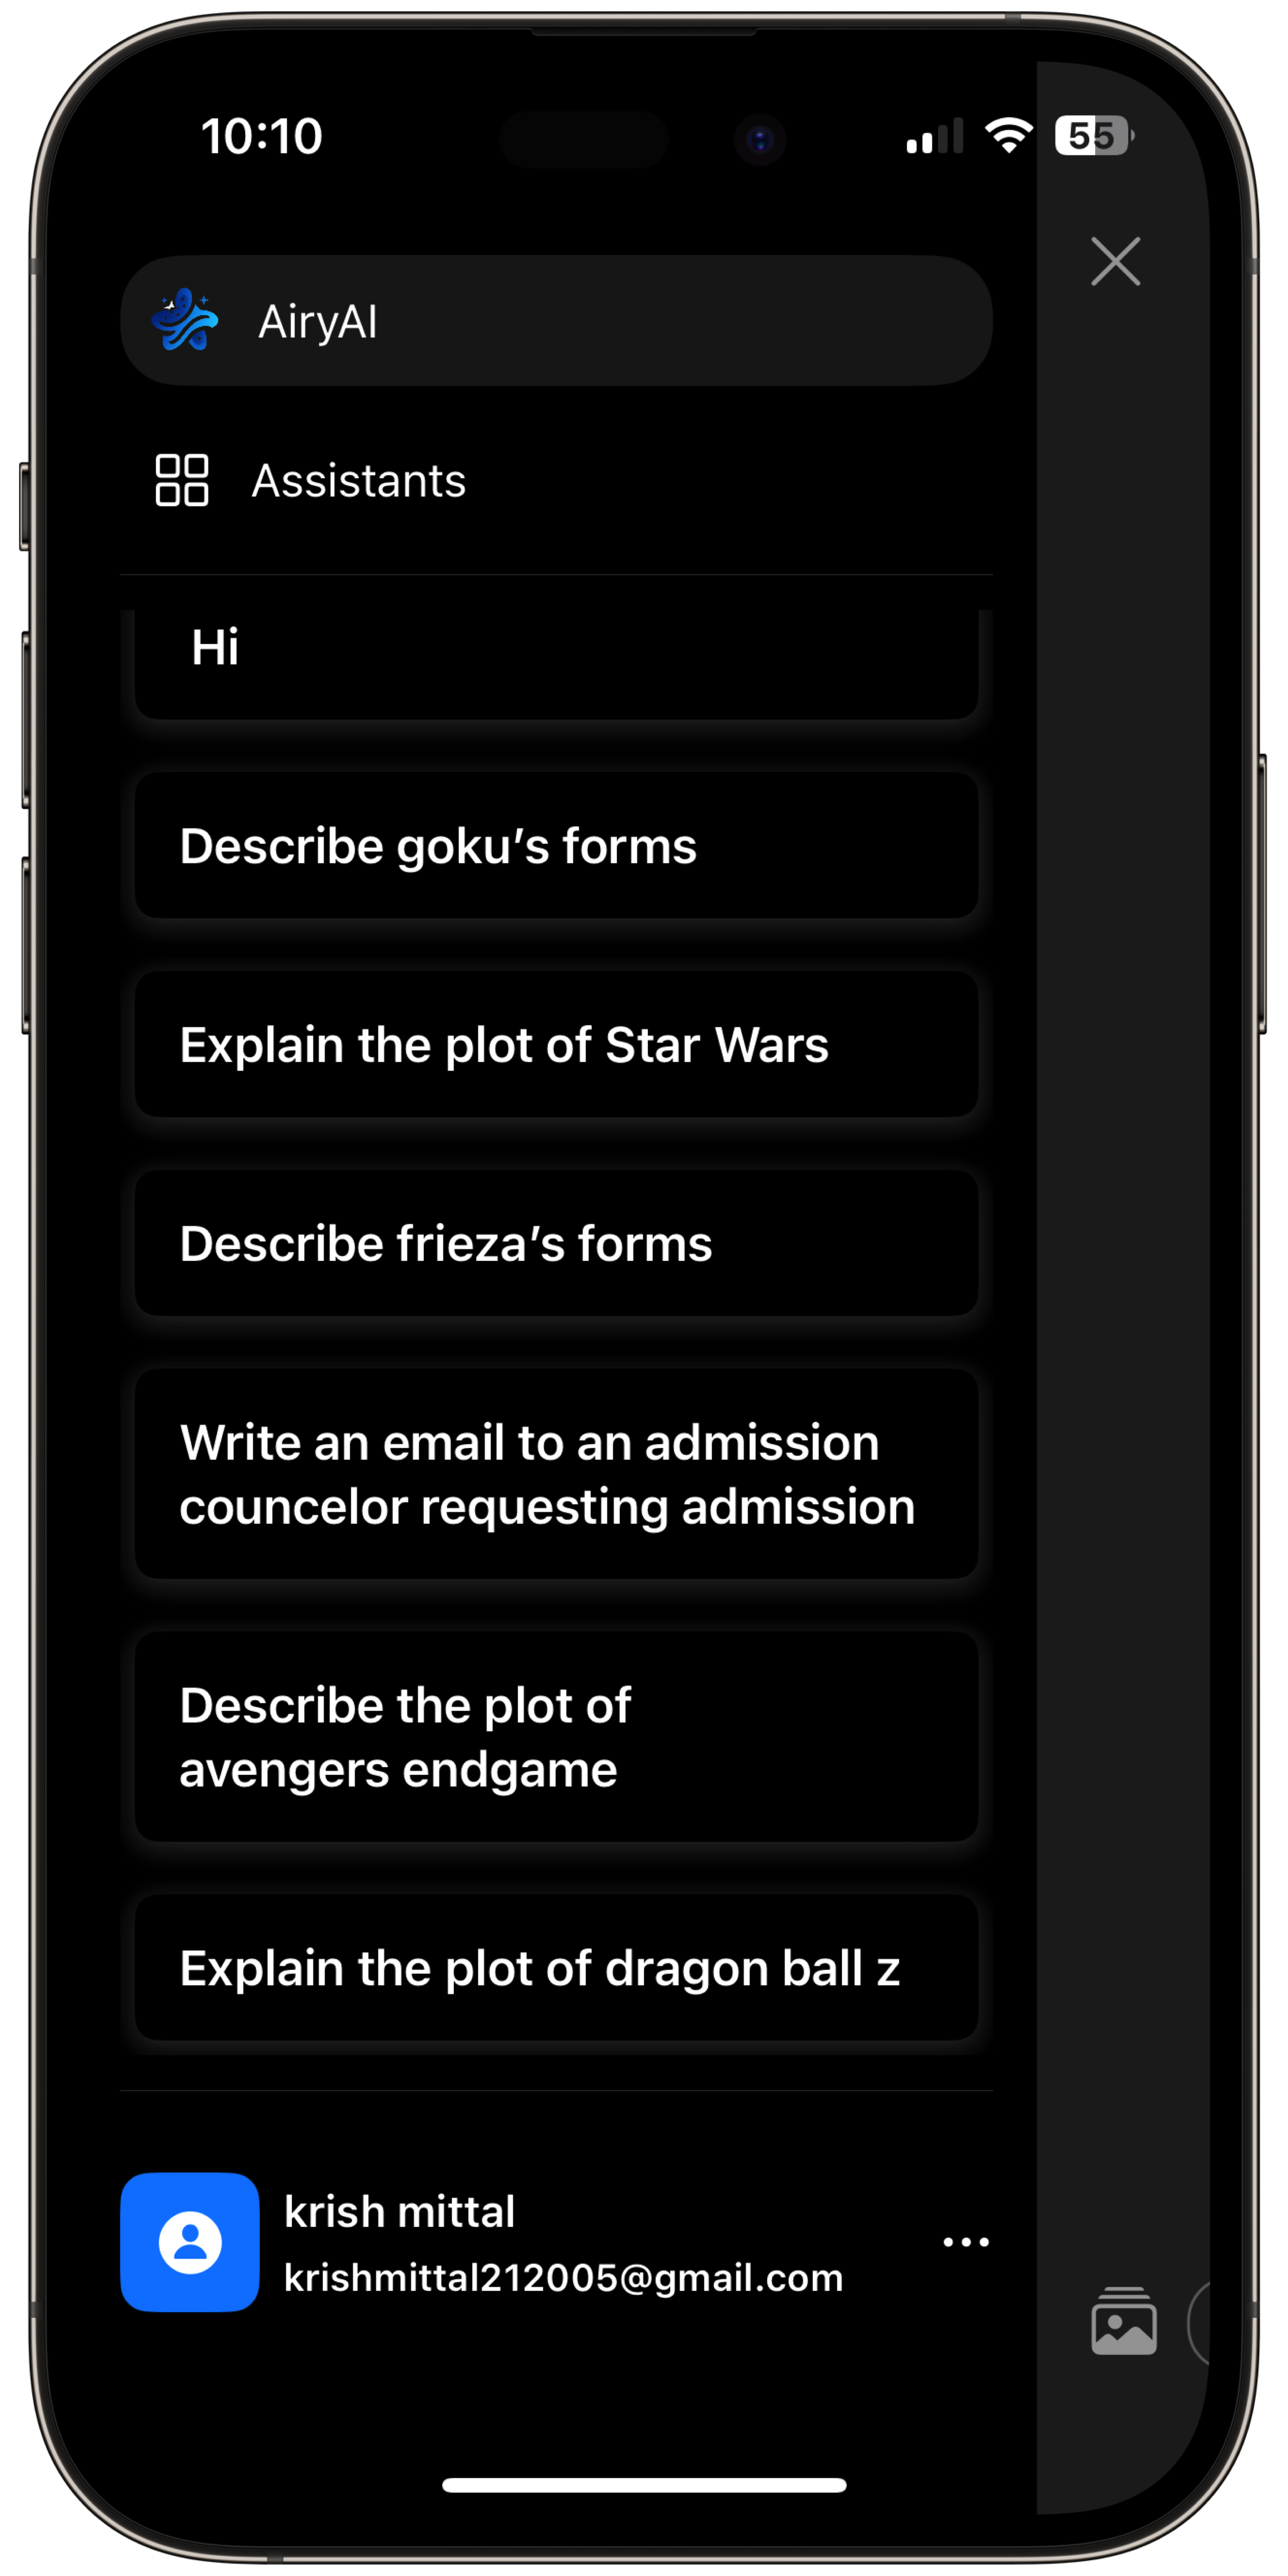 10:10
55
AiryAI
Assistants
Hi
Describe goku’s forms
Explain the plot of Star Wars
Describe frieza’s forms
Write an email to an admission
councelor requesting admission
Describe the plot of
avengers endgame
Explain the plot of dragon ball z
krish mittal
krishmittal212005@gmail.com